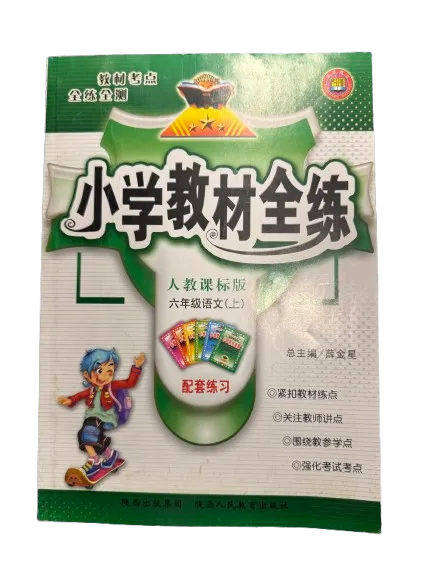 教材考点
全练全测
小学教材全练
人教课标版
六年级语文(上)
配套练习
总主编/薛金星
◎紧扣教材练点
◎关注教师讲点
◎围绕教参学点
◎强化考试考点
陕西出版集团 陕西人民教育出版社